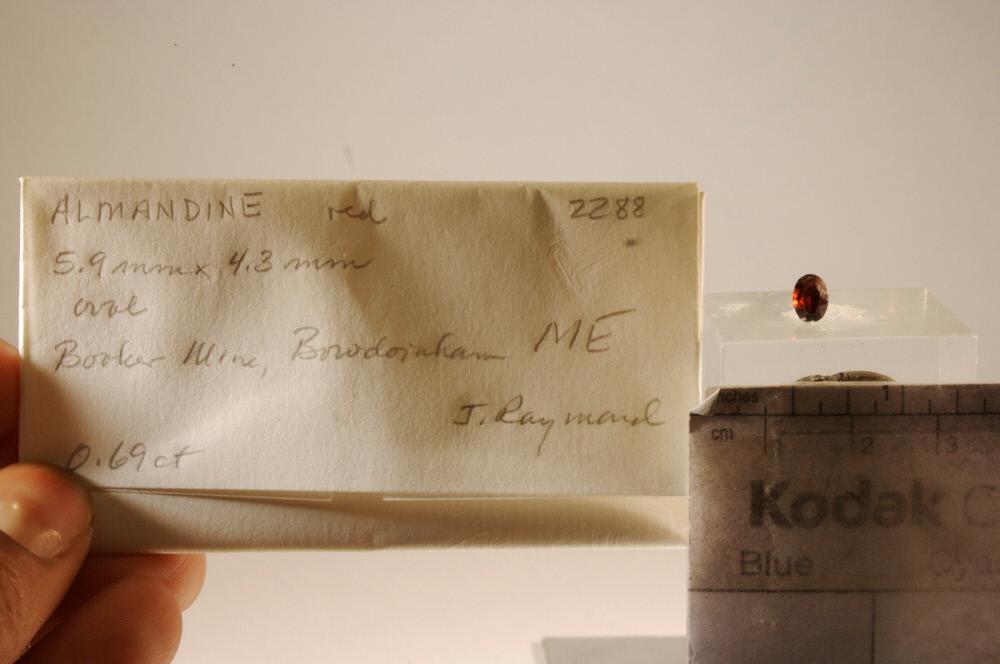 ALMANDINE red 2288
5.9 mm x 4.3 mm
oval
Booker Mine, Bowdoinham ME
J. Raymond
0.69 ct
inches 1
cm 2 3
Kodak C
Blue Cya